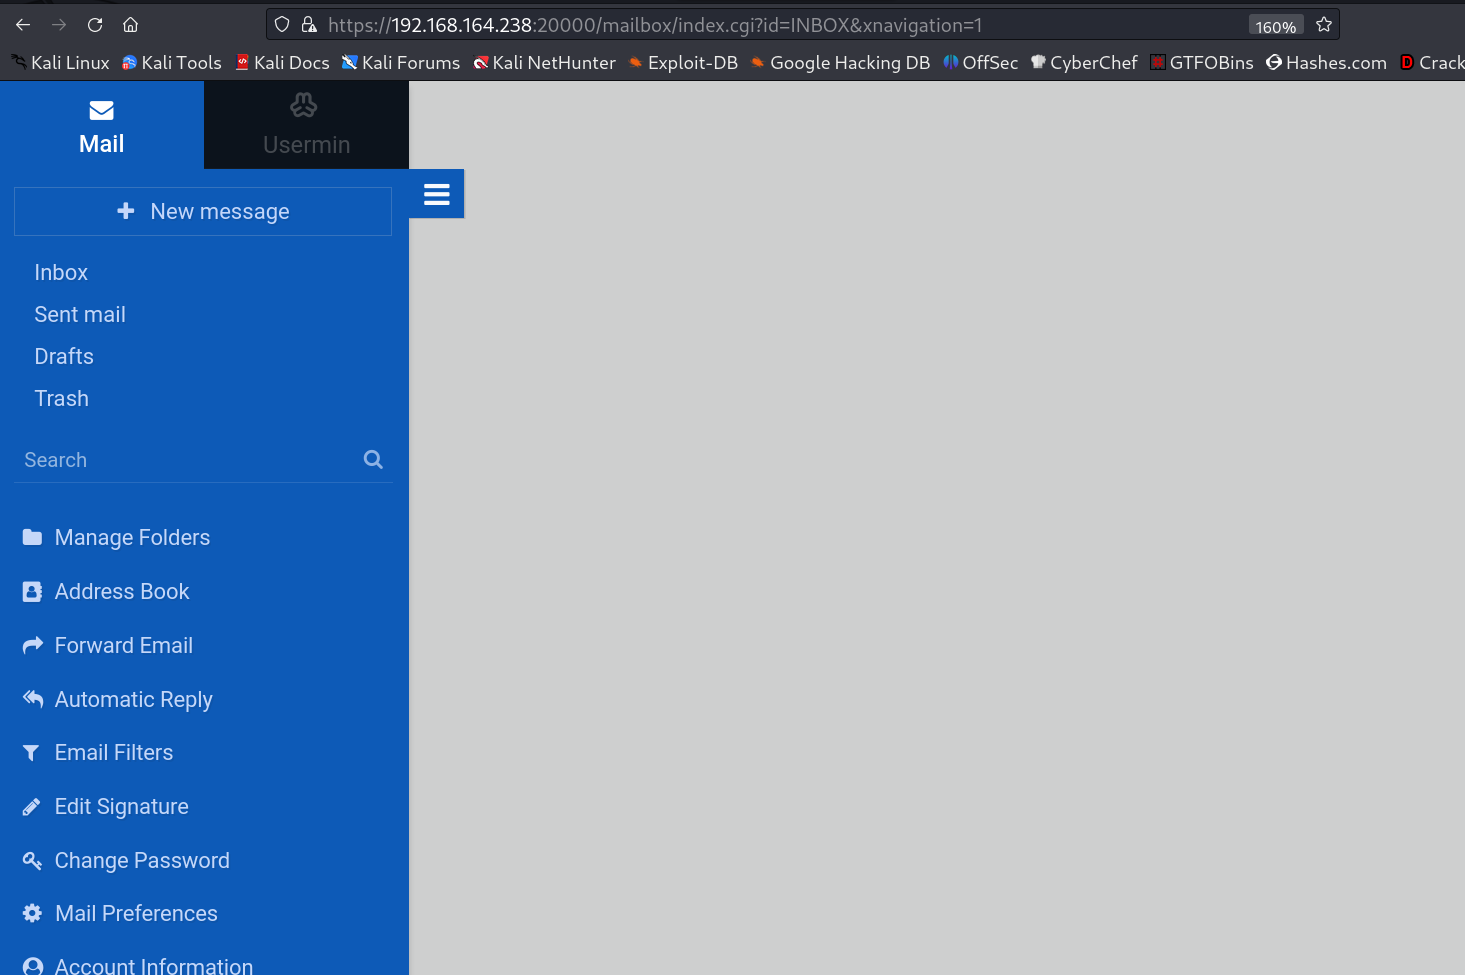 https://192.168.164.238:20000/mailbox/index.cgi?id=INBOX&xnavigation=1 160%
Kali Linux Kali Tools Kali Docs Kali Forums Kali NetHunter Exploit-DB Google Hacking DB OffSec CyberChef GTFOBins Hashes.com Crack
Mail Usermin
New message
Inbox
Sent mail
Drafts
Trash
Search
Manage Folders
Address Book
Forward Email
Automatic Reply
Email Filters
Edit Signature
Change Password
Mail Preferences
Account Information